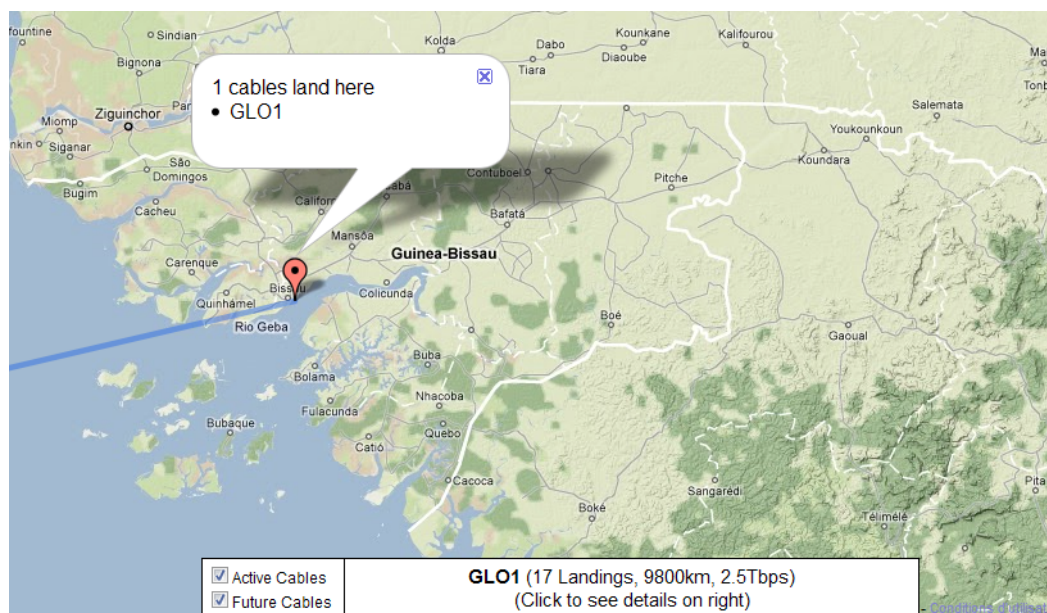 fountine
Sindian
Kolda
Kounkane
Kalifourou
Dabo
Diaoube
Tiara
Bignona
1 cables land here
• GLO1
Ziguinchor
Miomp
Siganar
São
Domingos
Bugim
Cacheu
Salemata
Youkounkoun
Koundara
Contuboel
Pitche
Bafatá
Mansôa
Guinea-Bissau
Carenque
Bissau
Quinhámel
Colicunda
Rio Geba
Boé
Gaoual
Buba
Bolama
Nhacoba
Fulacunda
Bubaque
Quebo
Catió
Cacoca
Sangarédi
Boké
Télimélé
Pita
Active Cables
Future Cables
GLO1 (17 Landings, 9800km, 2.5Tbps)
(Click to see details on right)